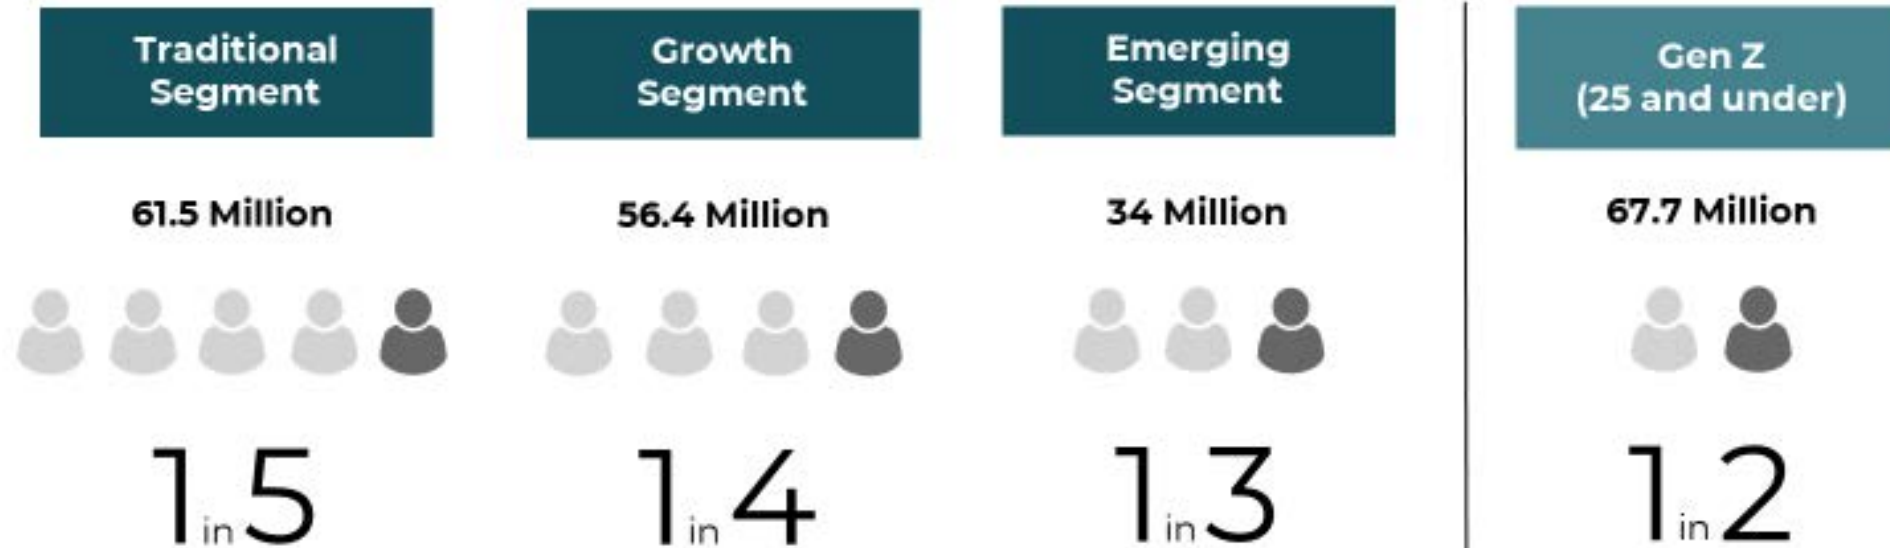 Traditional
Segment
61.5 Million
1 in 5
Growth
Segment
56.4 Million
1 in 4
Emerging
Segment
34 Million
1 in 3
Gen Z
(25 and under)
67.7 Million
1 in 2